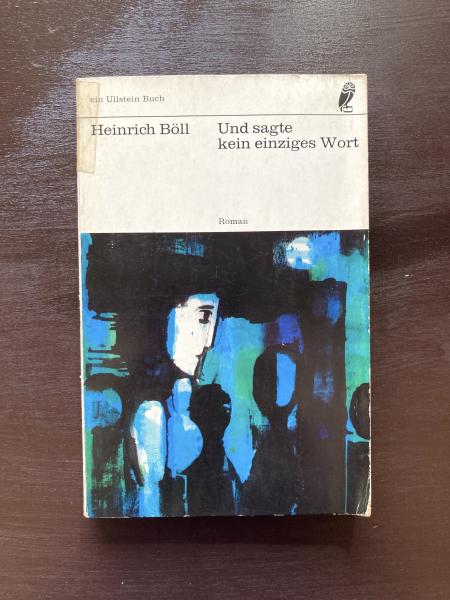 ein Ullstein Buch
Heinrich Böll
Und sagte
kein einziges Wort
Roman